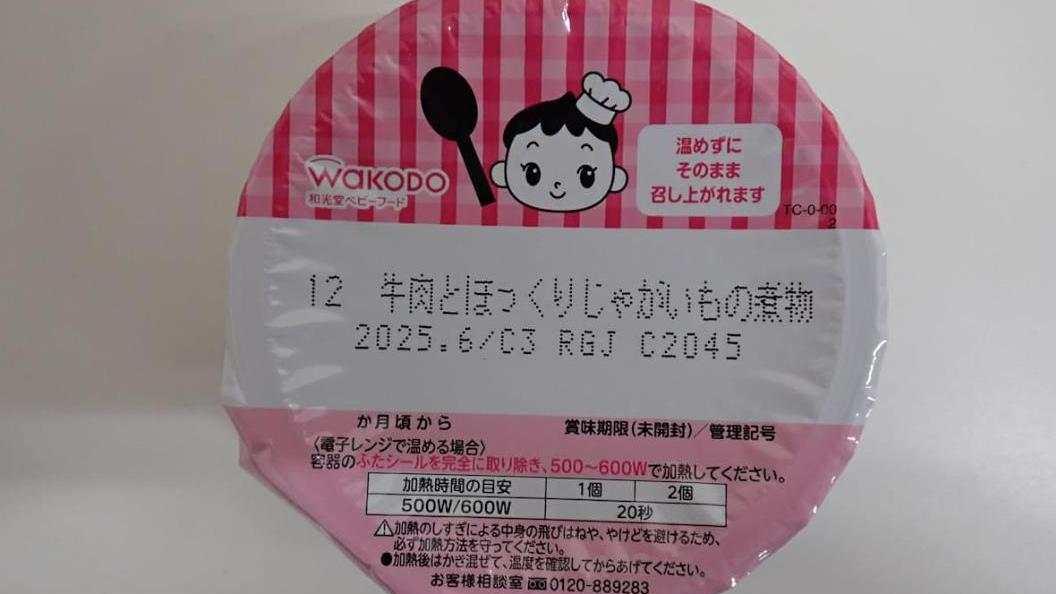 WAKODO
和光堂ベビーフード
温めずに
そのまま
召し上がれます
TC-0-00
2
12 牛肉とほっくりじゃがいもの煮物
2025.6/C3 RGJ C2045
か月頃から
賞味期限(未開封)/管理記号
〈電子レンジで温める場合〉
容器のふたシールを完全に取り除き、500〜600Wで加熱してください。
加熱時間の目安 1個 2個
500W/600W 20秒
⚠加熱のしすぎによる中身の飛びはねや、やけどを避けるため、
必ず加熱方法を守ってください。
●加熱後はかき混ぜて、温度を確認してからあげてください。
お客様相談室 0120-889283